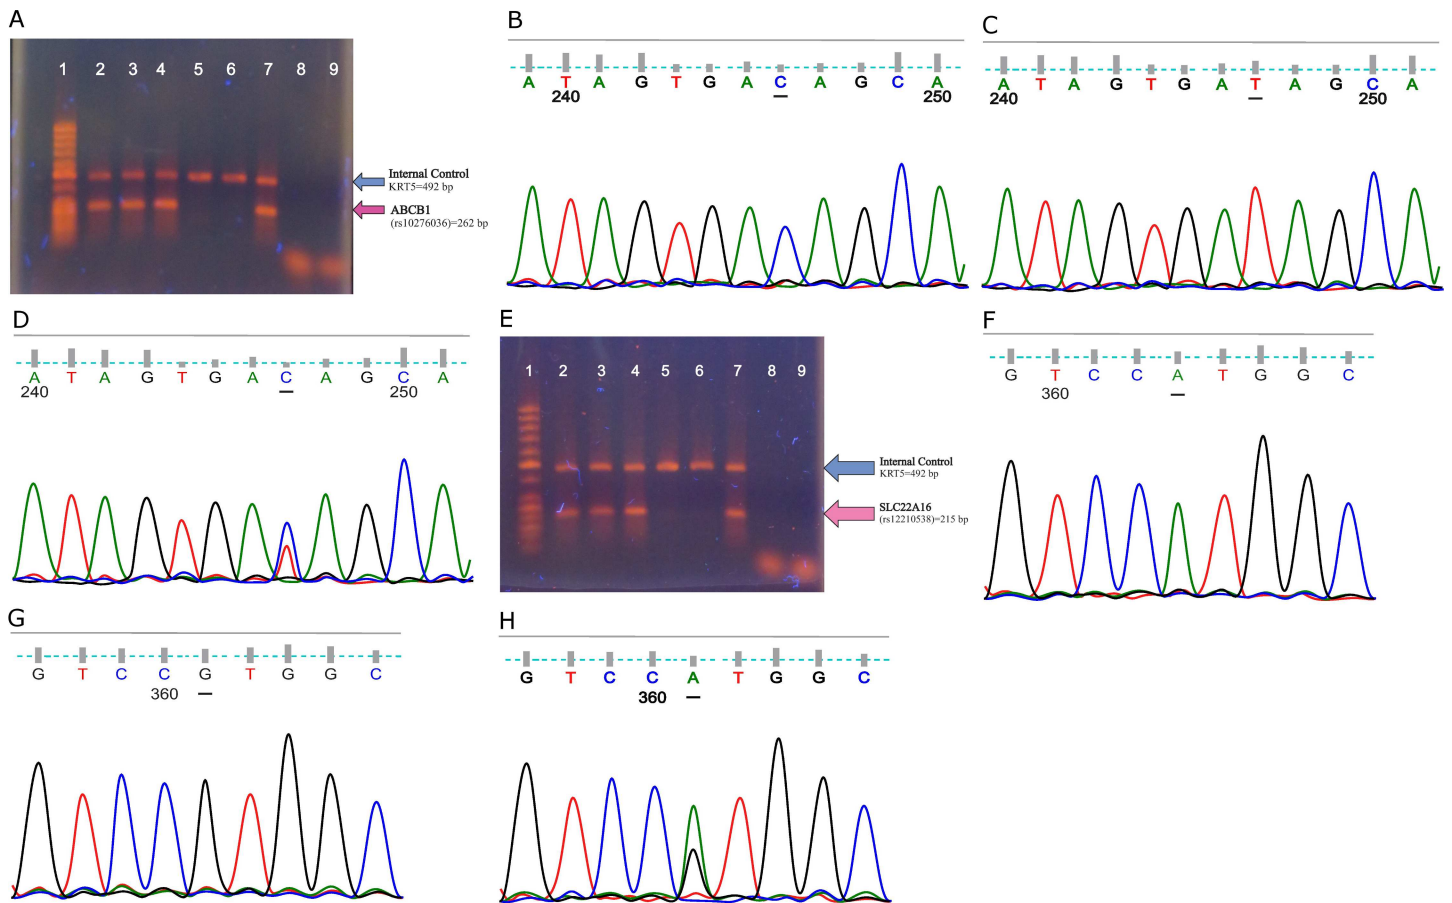 A
1 2 3 4 5 6 7 8 9
Internal Control
KRT5=492 bp
ABCB1
(rs10276036)=262 bp
B
A T A G T G A C A G C A
240 250
C
A T A G T G A T A G C A
240 250
D
A T A G T G A C A G C A
240 250
E
1 2 3 4 5 6 7 8 9
Internal Control
KRT5=492 bp
SLC22A16
(rs12210538)=215 bp
F
G T C C A T G G C
360
G
G T C C G T G G C
360
H
G T C C A T G G C
360